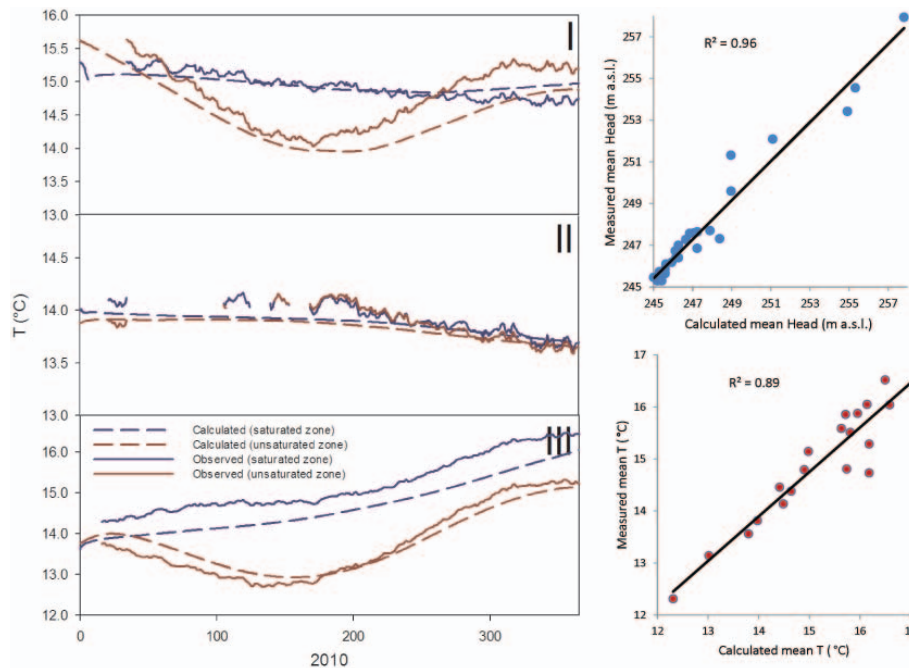 16.0
15.5
15.0
14.5
14.0
13.0
I
14.5
14.0
13.5
13.0
II
T (°C)
16.0
15.0
14.0
13.0
12.0
III
Calculated (saturated zone)
Calculated (unsaturated zone)
Observed (saturated zone)
Observed (unsaturated zone)
0 100 200 300
2010
R² = 0.96
Measured mean Head (m a.s.l.)
257
255
253
251
249
247
245
245 247 249 251 253 255 257
Calculated mean Head (m a.s.l.)
R² = 0.89
Measured mean T (°C)
17
16
15
14
13
12
12 13 14 15 16
Calculated mean T ( °C)